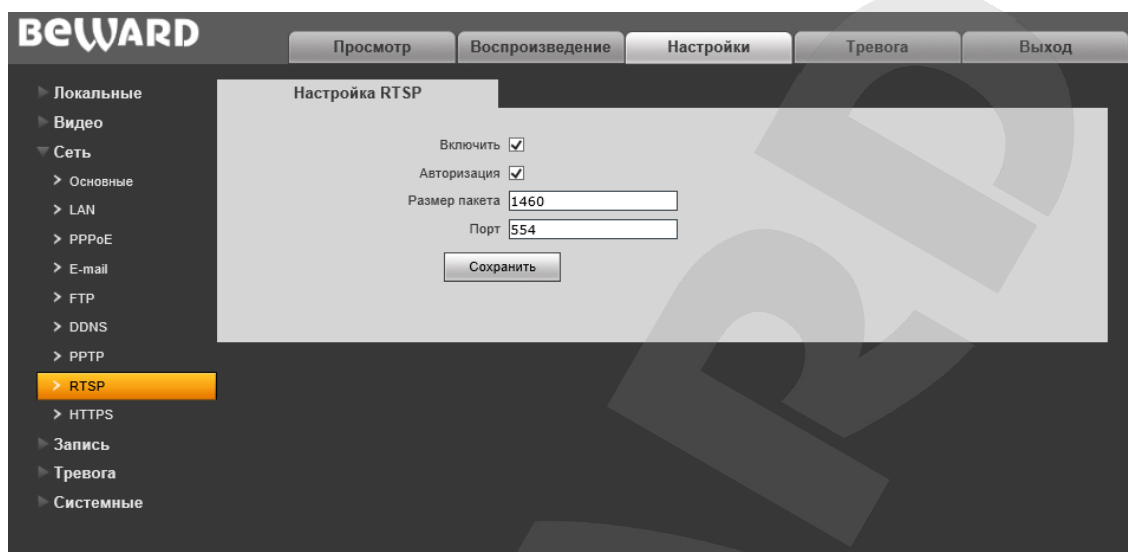 BEWARD
Просмотр
Воспроизведение
Настройки
Тревога
Выход
Локальные
Видео
Сеть
Основные
LAN
PPPoE
E-mail
FTP
DDNS
PPTP
RTSP
HTTPS
Запись
Тревога
Системные
Настройка RTSP
Включить
Авторизация
Размер пакета 1460
Порт 554
Сохранить